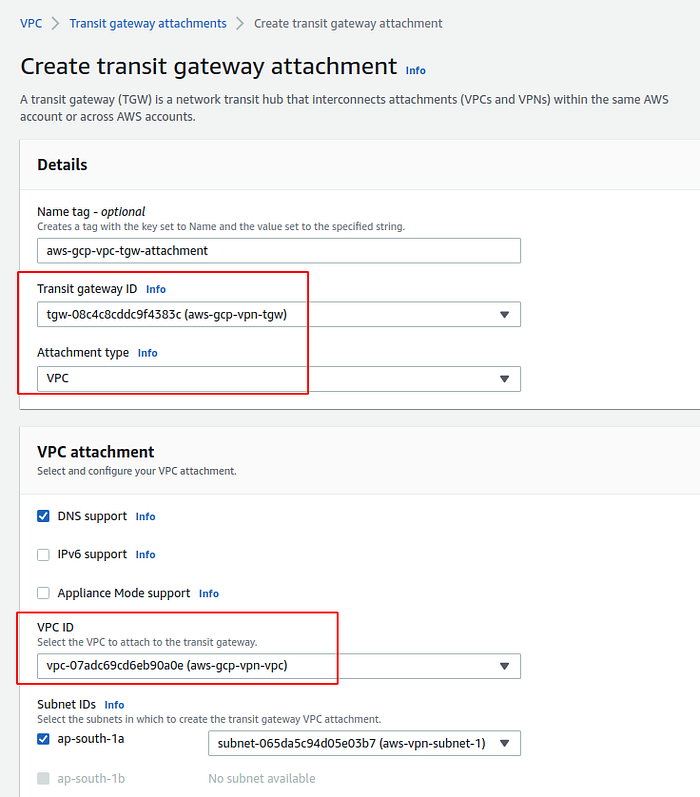 VPC > Transit gateway attachments > Create transit gateway attachment
Create transit gateway attachment Info
A transit gateway (TGW) is a network transit hub that interconnects attachments (VPCs and VPNs) within the same AWS
account or across AWS accounts.
Details
Name tag - optional
Creates a tag with the key set to Name and the value set to the specified string.
aws-gcp-vpc-tgw-attachment
Transit gateway ID Info
tgw-08c4c8cddc9f4383c (aws-gcp-vpn-tgw)
Attachment type Info
VPC
VPC attachment
Select and configure your VPC attachment.
DNS support Info
IPv6 support Info
Appliance Mode support Info
VPC ID
Select the VPC to attach to the transit gateway.
vpc-07adc69cd6eb90a0e (aws-gcp-vpn-vpc)
Subnet IDs Info
Select the subnets in which to create the transit gateway VPC attachment.
ap-south-1a subnet-065da5c94d05e03b7 (aws-vpn-subnet-1)
ap-south-1b No subnet available